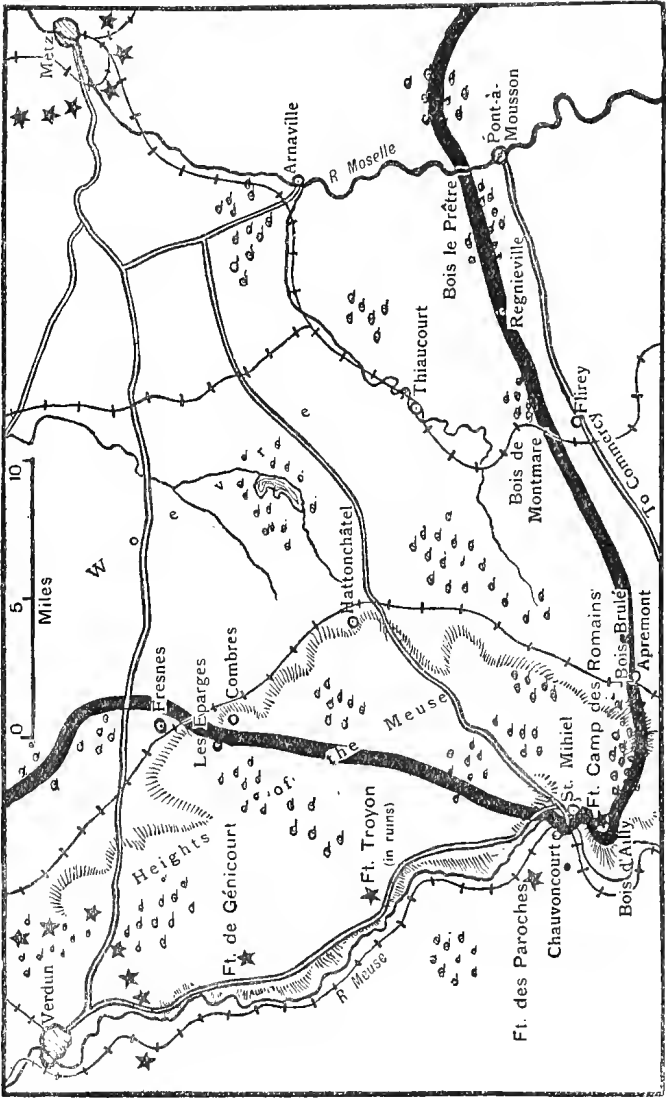 Verdun
Metz
Arnaville
R Moselle
Pont-à-
Mousson
Bois le Prêtre
Regnieville
Thiaucourt
Flirey
To Commercy
Bois de
Montmare
10
5
0
Miles
W o e v r e
Fresnes
Les Eparges
Combres
Hattonchâtel
Heights of the Meuse
Ft. de Génicourt
Ft. Troyon
(in ruins)
R Meuse
Ft. des Paroches
Chauvoncourt
St. Mihiel
Ft. Camp des Romains
Bois d'Ailly
Bois Brulé
Apremont